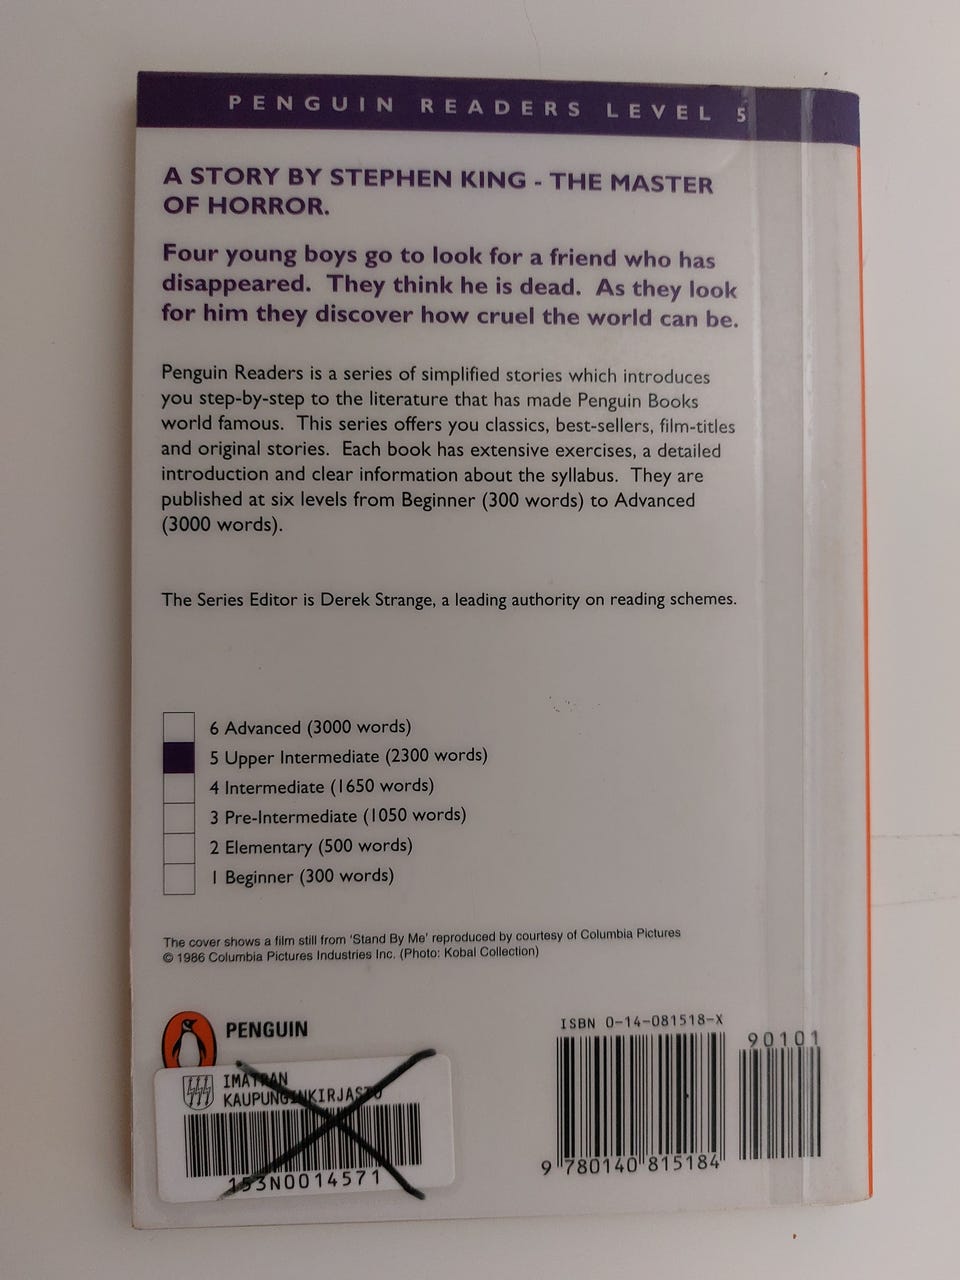 PENGUIN READERS LEVEL 5
A STORY BY STEPHEN KING - THE MASTER
OF HORROR.
Four young boys go to look for a friend who has
disappeared. They think he is dead. As they look
for him they discover how cruel the world can be.
Penguin Readers is a series of simplified stories which introduces
you step-by-step to the literature that has made Penguin Books
world famous. This series offers you classics, best-sellers, film-titles
and original stories. Each book has extensive exercises, a detailed
introduction and clear information about the syllabus. They are
published at six levels from Beginner (300 words) to Advanced
(3000 words).
The Series Editor is Derek Strange, a leading authority on reading schemes.
6 Advanced (3000 words)
5 Upper Intermediate (2300 words)
4 Intermediate (1650 words)
3 Pre-Intermediate (1050 words)
2 Elementary (500 words)
1 Beginner (300 words)
The cover shows a film still from 'Stand By Me' reproduced by courtesy of Columbia Pictures
© 1986 Columbia Pictures Industries Inc. (Photo: Kobal Collection)
PENGUIN
IMATRAN
KAUPUNGINKIRJASTO
153N0014571
ISBN 0-14-081518-X
90101
9 780140 815184